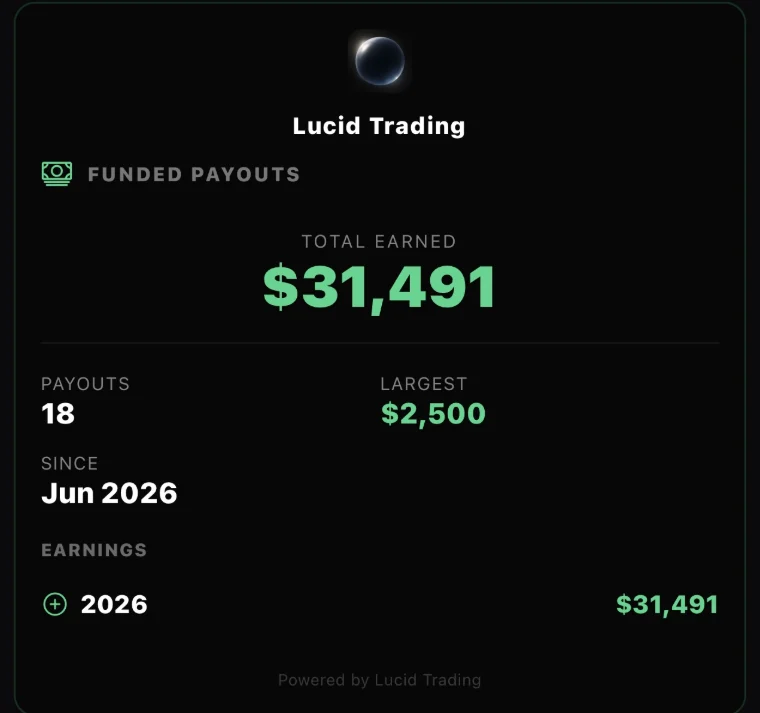 Lucid Trading
FUNDED PAYOUTS
TOTAL EARNED
$31,491
PAYOUTS
18
LARGEST
$2,500
SINCE
Jun 2026
EARNINGS
2026
$31,491
Powered by Lucid Trading